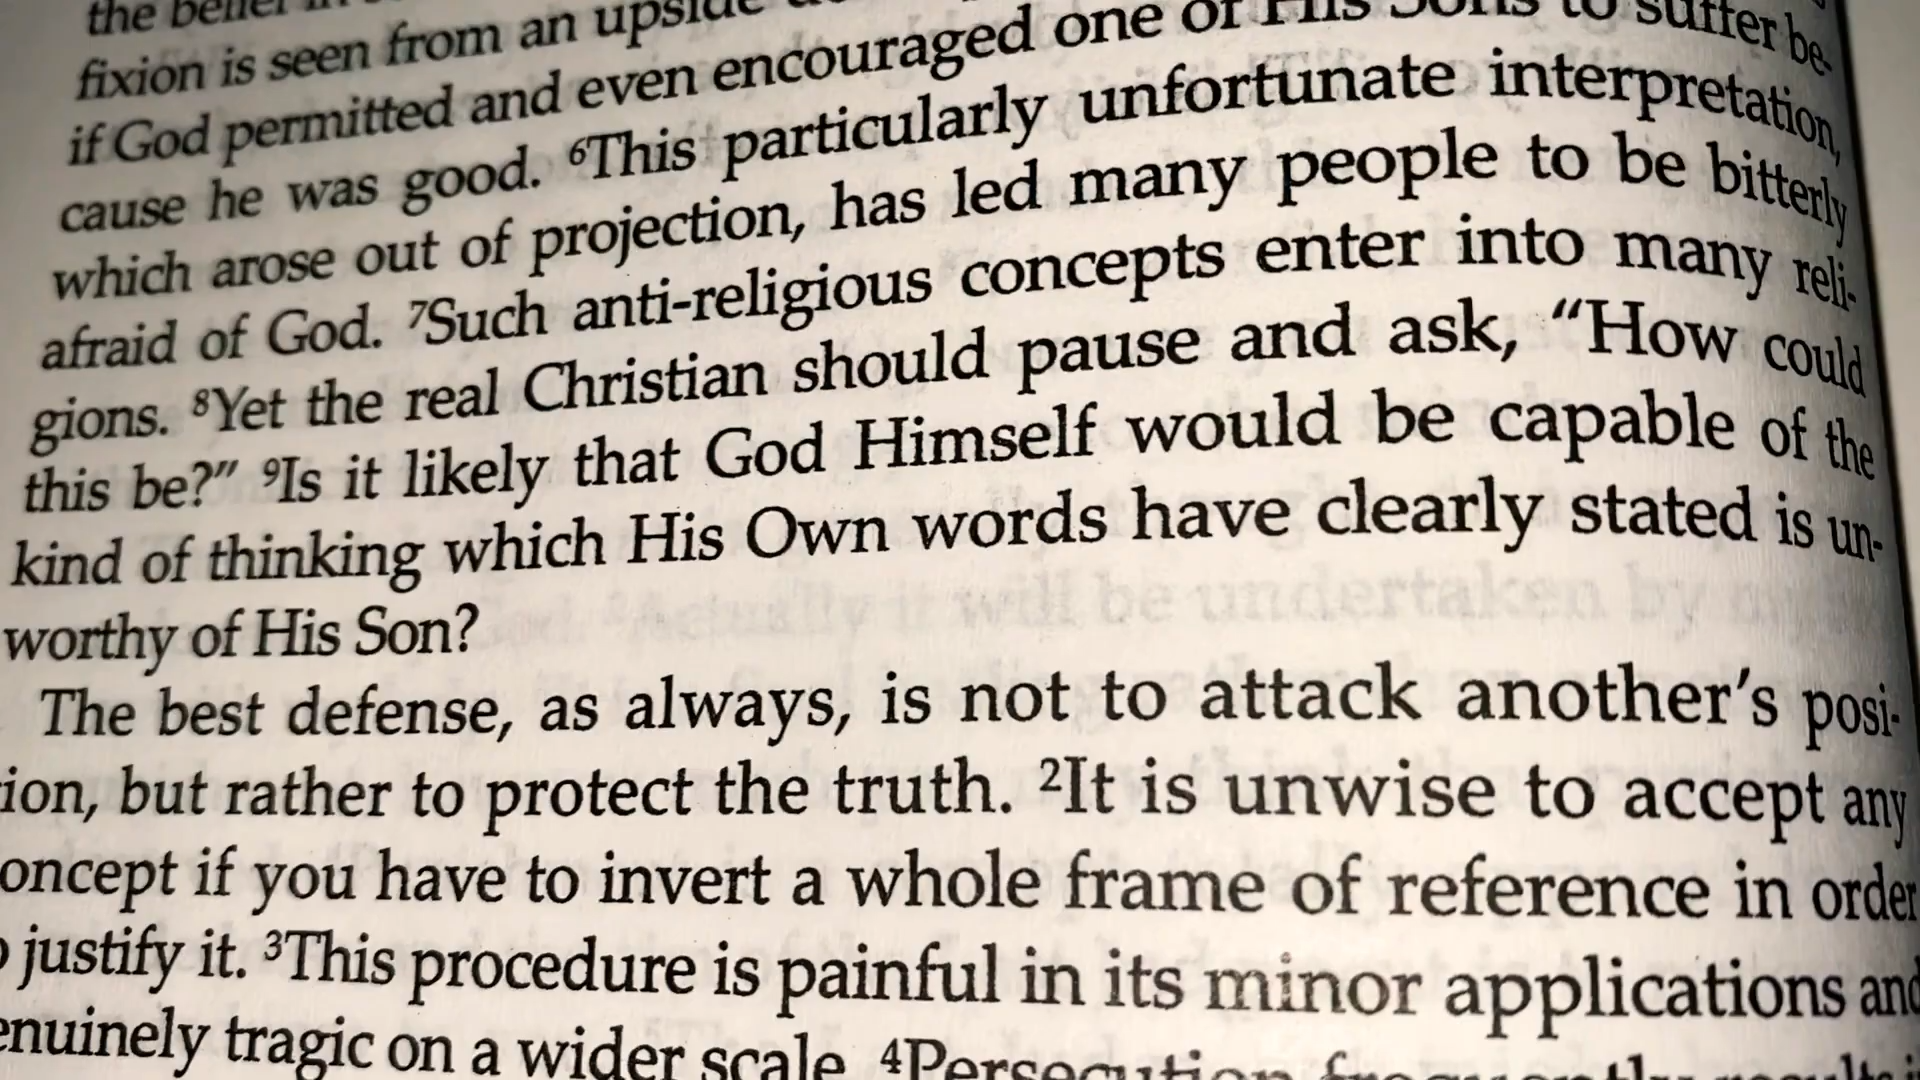 the belief in
fixion is seen from an upside
if God permitted and even encouraged one of His Sons to suffer be-
cause he was good. ⁶This particularly unfortunate interpretation,
which arose out of projection, has led many people to be bitterly
afraid of God. ⁷Such anti-religious concepts enter into many reli-
gions. ⁸Yet the real Christian should pause and ask, “How could
this be?” ⁹Is it likely that God Himself would be capable of the
kind of thinking which His Own words have clearly stated is un-
worthy of His Son?
The best defense, as always, is not to attack another’s posi-
ion, but rather to protect the truth. ²It is unwise to accept any
oncept if you have to invert a whole frame of reference in order
justify it. ³This procedure is painful in its minor applications and
enuinely tragic on a wider scale. ⁴Persecution frequently results i